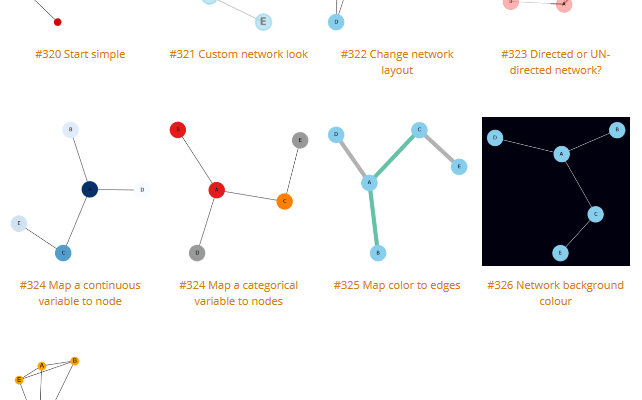 E
D
#320 Start simple
#321 Custom network look
#322 Change network
layout
#323 Directed or UN-
directed network?
B
D
E
C
E
A
C
D
D
C
A
E
B
D
B
A
C
E
#324 Map a continuous
variable to node
#324 Map a categorical
variable to nodes
#325 Map color to edges
#326 Network background
colour
B
A
E